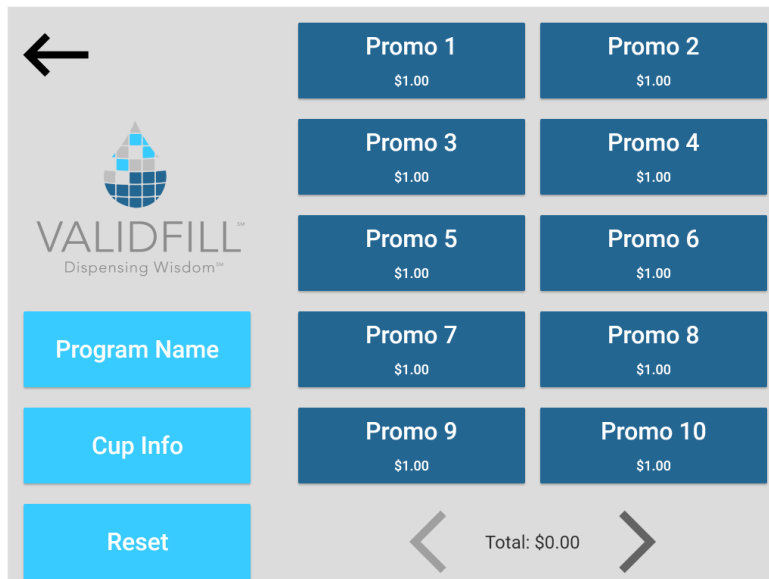 VALIDFILL℠
Dispensing Wisdom℠
Program Name
Cup Info
Reset
Promo 1
$1.00
Promo 2
$1.00
Promo 3
$1.00
Promo 4
$1.00
Promo 5
$1.00
Promo 6
$1.00
Promo 7
$1.00
Promo 8
$1.00
Promo 9
$1.00
Promo 10
$1.00
Total: $0.00